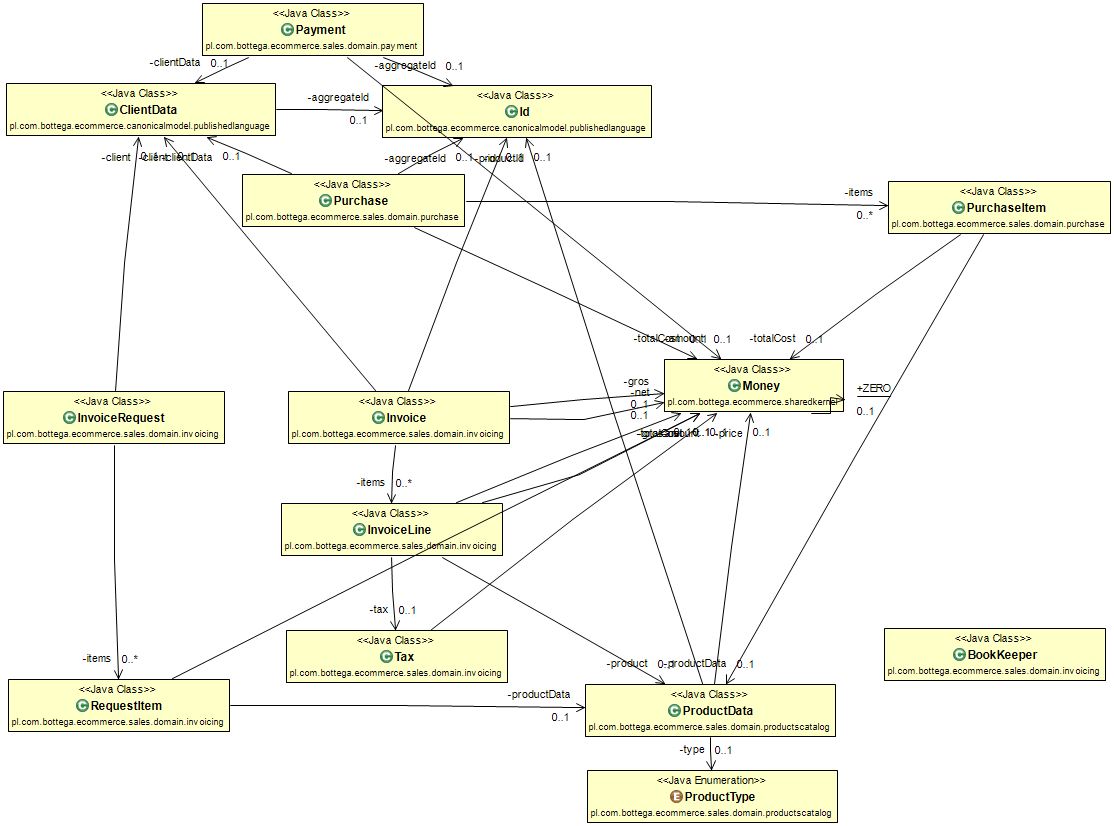 <<Java Class>>
Payment
pl.com.bottega.ecommerce.sales.domain.payment
-clientData 0..1
-aggregateId 0..1
<<Java Class>>
ClientData
pl.com.bottega.ecommerce.canonicalmodel.publishedlanguage
-aggregateId
0..1
<<Java Class>>
Id
pl.com.bottega.ecommerce.canonicalmodel.publishedlanguage
-client 0..1
-clientData
0..1
-aggregateId 0..1
-productId
0..1
<<Java Class>>
Purchase
pl.com.bottega.ecommerce.sales.domain.purchase
-items
0..*
<<Java Class>>
PurchaseItem
pl.com.bottega.ecommerce.sales.domain.purchase
-totalCost
0..1 0..1
-totalCost 0..1
<<Java Class>>
Money
pl.com.bottega.ecommerce.sharedkernel
+ZERO
0..1
-gros
-net
0..1
0..1
<<Java Class>>
InvoiceRequest
pl.com.bottega.ecommerce.sales.domain.invoicing
<<Java Class>>
Invoice
pl.com.bottega.ecommerce.sales.domain.invoicing
-price 0..1
-items 0..*
<<Java Class>>
InvoiceLine
pl.com.bottega.ecommerce.sales.domain.invoicing
-tax 0..1
<<Java Class>>
Tax
pl.com.bottega.ecommerce.sales.domain.invoicing
<<Java Class>>
BookKeeper
pl.com.bottega.ecommerce.sales.domain.invoicing
-items 0..*
-product
-productData 0..1
<<Java Class>>
RequestItem
pl.com.bottega.ecommerce.sales.domain.invoicing
-productData
0..1
<<Java Class>>
ProductData
pl.com.bottega.ecommerce.sales.domain.productscatalog
-type 0..1
<<Java Enumeration>>
ProductType
pl.com.bottega.ecommerce.sales.domain.productscatalog